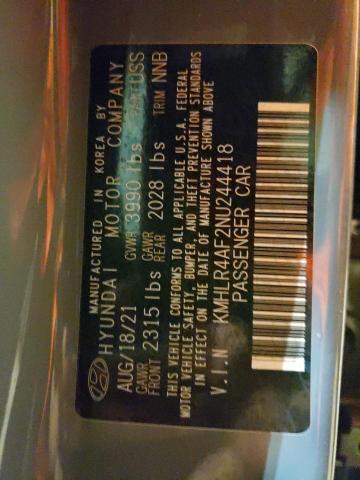 MANUFACTURED IN KOREA BY
HYUNDAI MOTOR COMPANY
AUG/18/21 GVWR 3990 lbs PAINT USS
GAWR FRONT 2315 lbs GAWR REAR 2028 lbs TRIM NNB
THIS VEHICLE CONFORMS TO ALL APPLICABLE U.S.A. FEDERAL
MOTOR VEHICLE SAFETY, BUMPER, AND THEFT PREVENTION STANDARDS
IN EFFECT ON THE DATE OF MANUFACTURE SHOWN ABOVE
V.I.N KMHLR4AF2NU244418
PASSENGER CAR